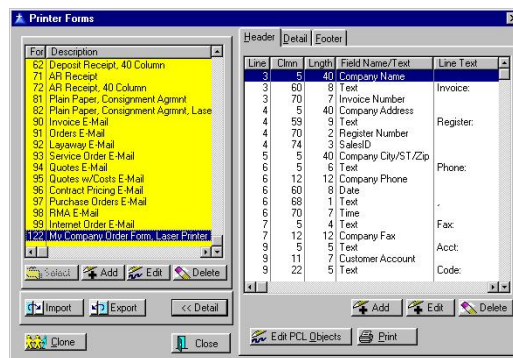 Printer Forms
For Description
62 Deposit Receipt, 40 Column
71 AR Receipt
72 AR Receipt, 40 Column
81 Plain Paper, Consignment Agrmnt
82 Plain Paper, Consignment Agrmnt, Lase
90 Invoice E-Mail
91 Orders E-Mail
92 Layaway E-Mail
93 Service Order E-Mail
94 Quotes E-Mail
95 Quotes w/Costs E-Mail
96 Contract Pricing E-Mail
97 Purchase Orders E-Mail
98 RMA E-Mail
99 Internet Order E-Mail
122 My Company Order Form, Laser Printer
Select Add Edit Delete
Import Export << Detail
Clone Close
Header Detail Footer
Line Clmn Lngth Field Name/Text Line Text
3 5 40 Company Name
3 60 8 Text Invoice:
3 70 7 Invoice Number
4 5 40 Company Address
4 59 9 Text Register:
4 70 2 Register Number
4 74 3 SalesID
5 5 40 Company City/ST/Zip
6 5 6 Text Phone:
6 12 12 Company Phone
6 60 8 Date
6 68 1 Text ,
6 70 7 Time
7 5 4 Text Fax:
7 12 12 Company Fax
9 5 5 Text Acct:
9 11 7 Customer Account
9 22 5 Text Code:
Add Edit Delete
Edit PCL Objects Print